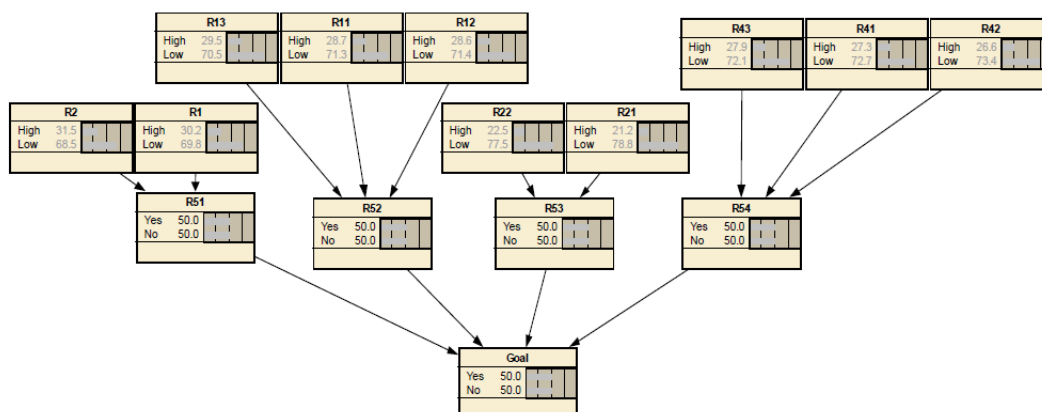 R13
High 29.5
Low 70.5
R11
High 28.7
Low 71.3
R12
High 28.6
Low 71.4
R43
High 27.9
Low 72.1
R41
High 27.3
Low 72.7
R42
High 26.6
Low 73.4
R2
High 31.5
Low 68.5
R1
High 30.2
Low 69.8
R22
High 22.5
Low 77.5
R21
High 21.2
Low 78.8
R51
Yes 50.0
No 50.0
R52
Yes 50.0
No 50.0
R53
Yes 50.0
No 50.0
R54
Yes 50.0
No 50.0
Goal
Yes 50.0
No 50.0